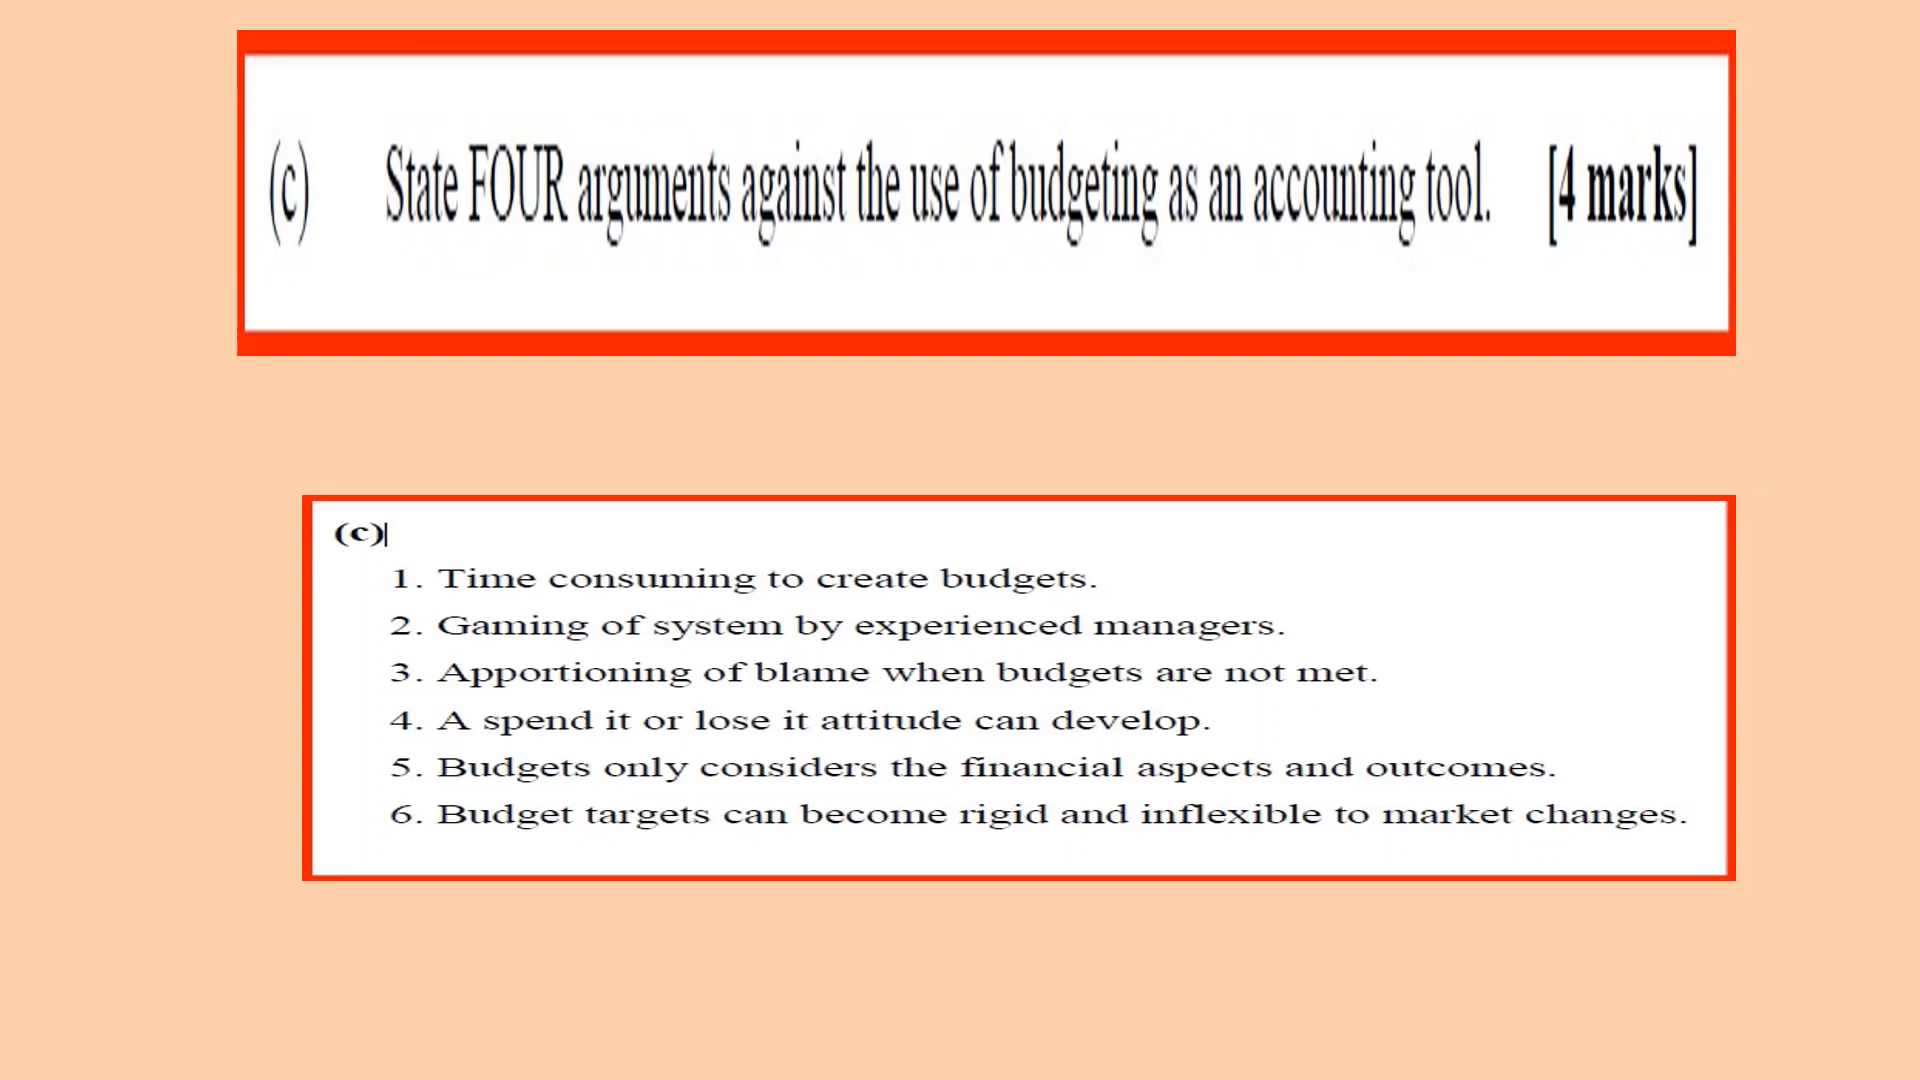 (c) State FOUR arguments against the use of budgeting as an accounting tool. [4 marks]
(c)
1. Time consuming to create budgets.
2. Gaming of system by experienced managers.
3. Apportioning of blame when budgets are not met.
4. A spend it or lose it attitude can develop.
5. Budgets only considers the financial aspects and outcomes.
6. Budget targets can become rigid and inflexible to market changes.